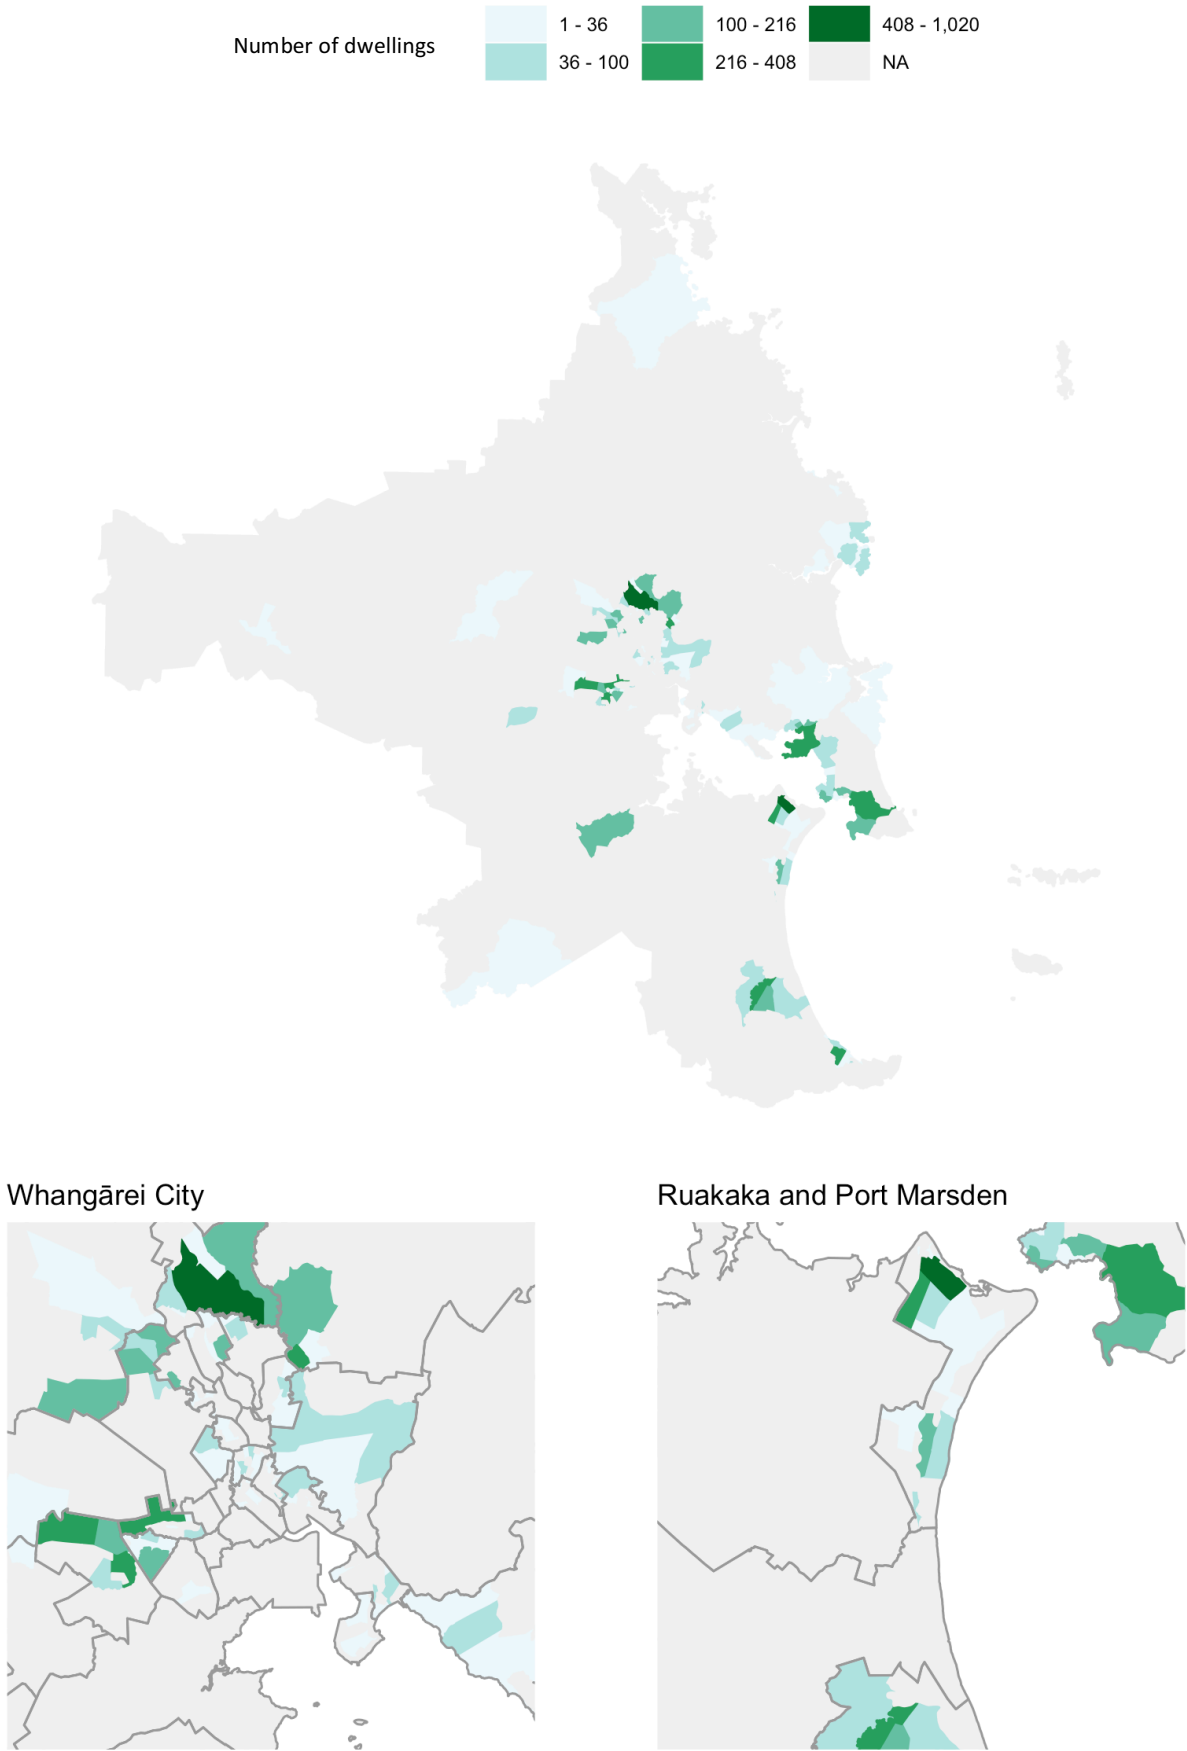 Number of dwellings
1 - 36
36 - 100
100 - 216
216 - 408
408 - 1,020
NA
Whangārei City
Ruakaka and Port Marsden